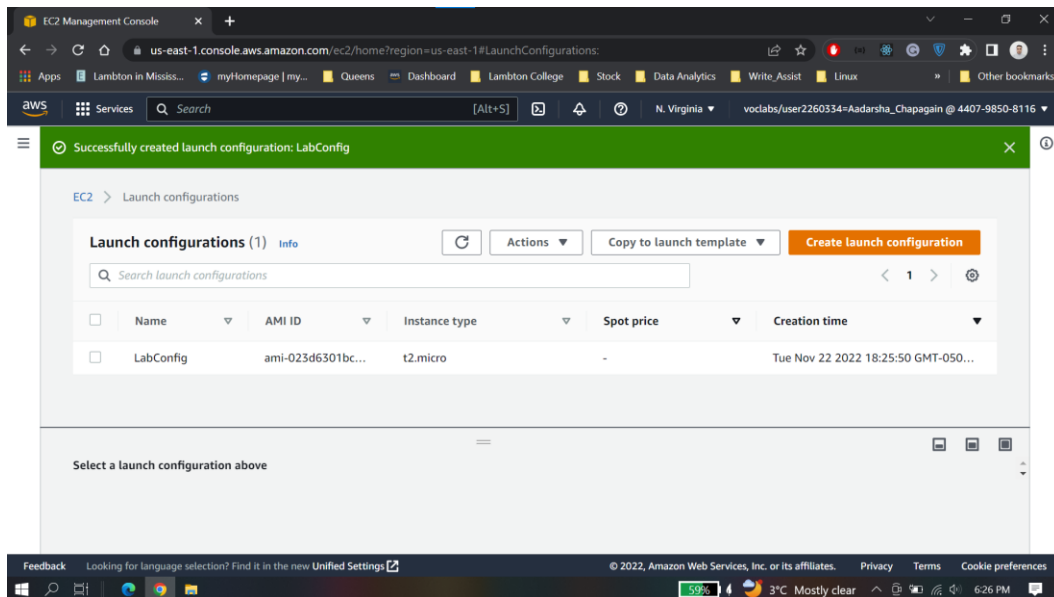 EC2 Management Console
us-east-1.console.aws.amazon.com/ec2/home?region=us-east-1#LaunchConfigurations:
Apps Lambton in Mississ... myHomepage | my... Queens Dashboard Lambton College Stock Data Analytics Write_Assist Linux » Other bookmarks
aws Services Search [Alt+S] N. Virginia ▼ voclabs/user2260334=Aadarsha_Chapagain @ 4407-9850-8116 ▼
Successfully created launch configuration: LabConfig
EC2 > Launch configurations
Launch configurations (1) Info Actions ▼ Copy to launch template ▼ Create launch configuration
Search launch configurations < 1 >
Name AMI ID Instance type Spot price Creation time
LabConfig ami-023d6301bc... t2.micro - Tue Nov 22 2022 18:25:50 GMT-050...
Select a launch configuration above
Feedback Looking for language selection? Find it in the new Unified Settings © 2022, Amazon Web Services, Inc. or its affiliates. Privacy Terms Cookie preferences
59% 3°C Mostly clear 6:26 PM